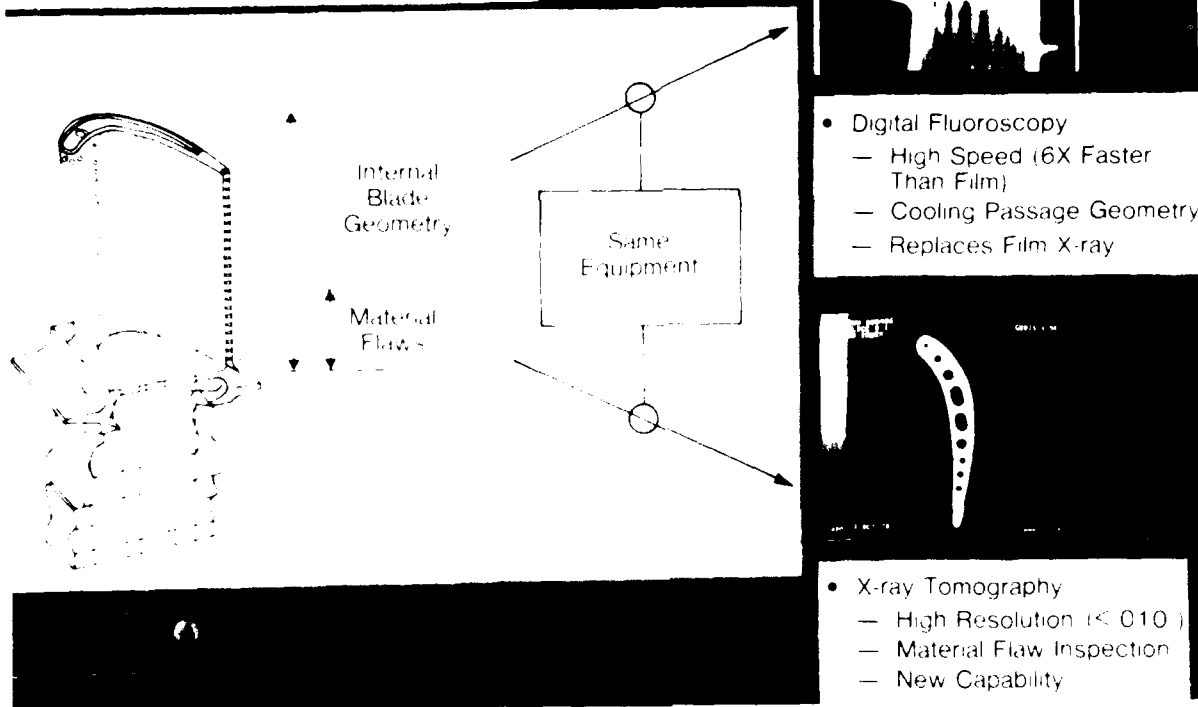 Internal
Blade
Geometry
Material
Flaws
Same
Equipment
• Digital Fluoroscopy
— High Speed (6X Faster
Than Film)
— Cooling Passage Geometry
— Replaces Film X-ray
• X-ray Tomography
— High Resolution (< 010 )
— Material Flaw Inspection
— New Capability